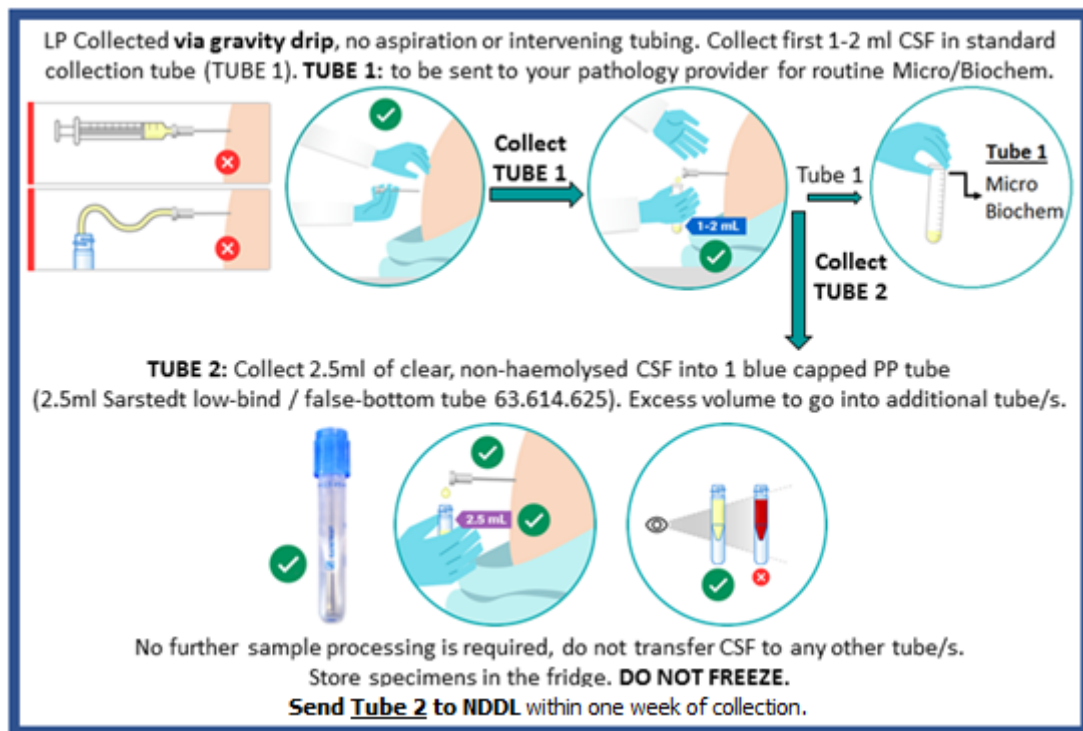 LP Collected via gravity drip, no aspiration or intervening tubing. Collect first 1-2 ml CSF in standard
collection tube (TUBE 1). TUBE 1: to be sent to your pathology provider for routine Micro/Biochem.
Collect
TUBE 1
1-2 mL
Tube 1
Tube 1
Micro
Biochem
Collect
TUBE 2
TUBE 2: Collect 2.5ml of clear, non-haemolysed CSF into 1 blue capped PP tube
(2.5ml Sarstedt low-bind / false-bottom tube 63.614.625). Excess volume to go into additional tube/s.
2.5 mL
No further sample processing is required, do not transfer CSF to any other tube/s.
Store specimens in the fridge. DO NOT FREEZE.
Send Tube 2 to NDDL within one week of collection.